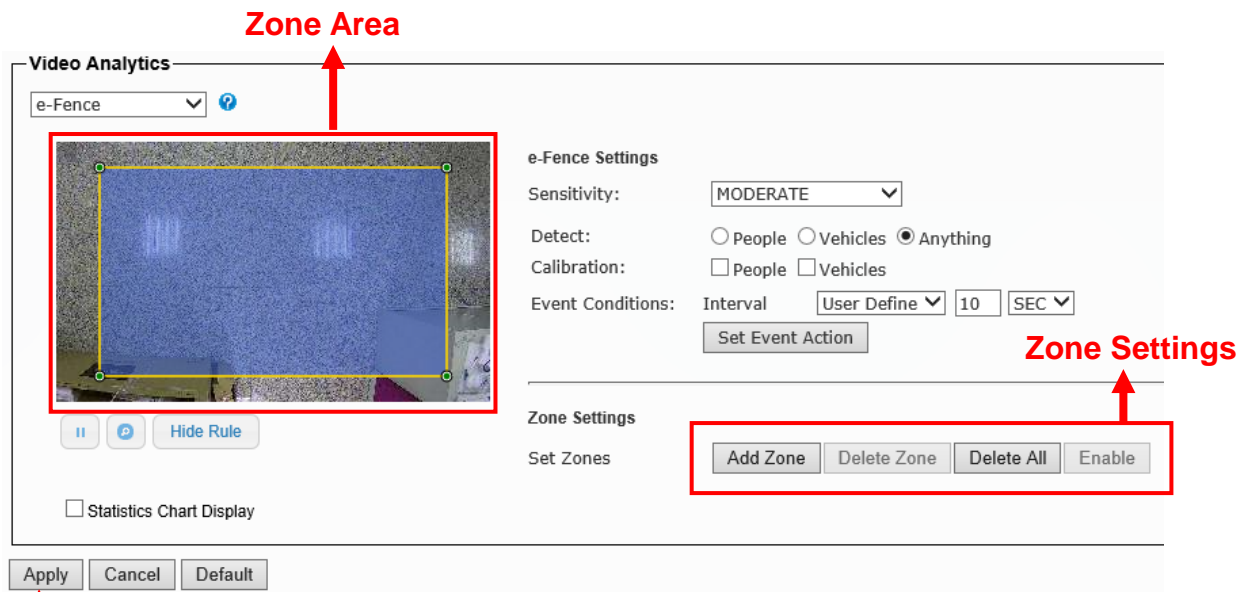 Zone Area
Video Analytics
e-Fence
?
e-Fence Settings
Sensitivity: MODERATE
Detect: People Vehicles Anything
Calibration: People Vehicles
Event Conditions: Interval User Define 10 SEC
Set Event Action
Zone Settings
Hide Rule
Zone Settings
Set Zones Add Zone Delete Zone Delete All Enable
Statistics Chart Display
Apply Cancel Default